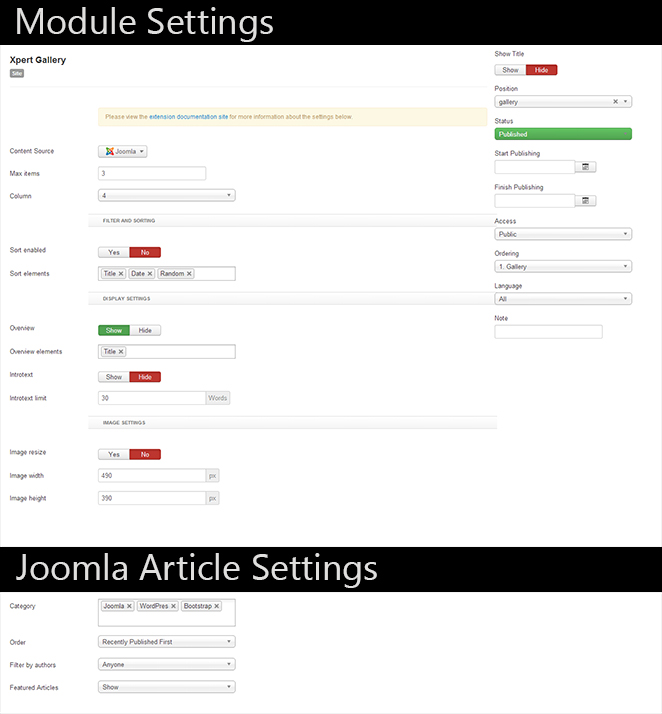 Module Settings
Xpert Gallery
Site
Please view the extension documentation site for more information about the settings below
Content Source
Joomla
Max items
3
Column
4
FILTER AND SORTING
Sort enabled
Yes No
Sort elements
Title Date Random
DISPLAY SETTINGS
Overview
Show Hide
Overview elements
Title
Introtext
Show Hide
Introtext limit
30 Words
IMAGE SETTINGS
Image resize
Yes No
Image width
490 px
Image height
390 px
Show Title
Show Hide
Position
gallery
Status
Published
Start Publishing
Finish Publishing
Access
Public
Ordering
1. Gallery
Language
All
Note
Joomla Article Settings
Category
Joomla WordPres Bootstrap
Order
Recently Published First
Filter by authors
Anyone
Featured Articles
Show